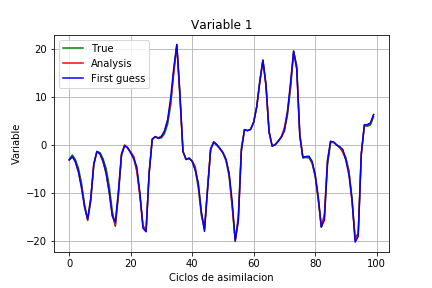 Variable 1
True
Analysis
First guess
Variable
20
10
0
−10
−20
0
20
40
60
80
100
Ciclos de asimilacion